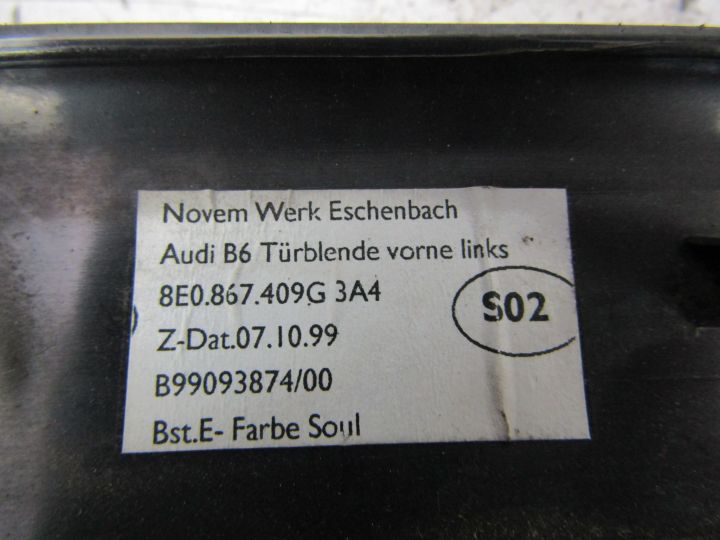 Novem Werk Eschenbach
Audi B6 Türblende vorne links
8E0.867.409G 3A4
S02
Z-Dat.07.10.99
B99093874/00
Bst.E- Farbe Soul